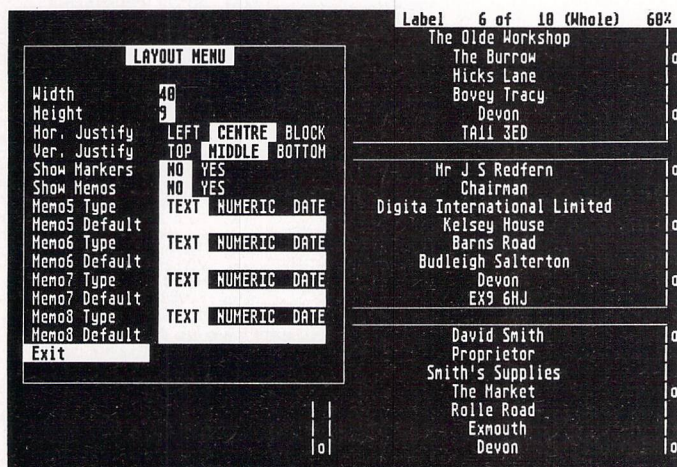 Label 6 of 10 (Whole) 60%
LAYOUT MENU
Width 40
Height 9
Hor. Justify LEFT CENTRE BLOCK
Ver. Justify TOP MIDDLE BOTTOM
Show Markers NO YES
Show Memos NO YES
Memo5 Type TEXT NUMERIC DATE
Memo5 Default
Memo6 Type TEXT NUMERIC DATE
Memo6 Default
Memo7 Type TEXT NUMERIC DATE
Memo7 Default
Memo8 Type TEXT NUMERIC DATE
Memo8 Default
Exit
The Olde Workshop
The Burrow
Hicks Lane
Bovey Tracy
Devon
TA11 3ED
Mr J S Redfern
Chairman
Digita International Limited
Kelsey House
Barns Road
Budleigh Salterton
Devon
EX9 6HJ
David Smith
Proprietor
Smith's Supplies
The Market
Rolle Road
Exmouth
Devon